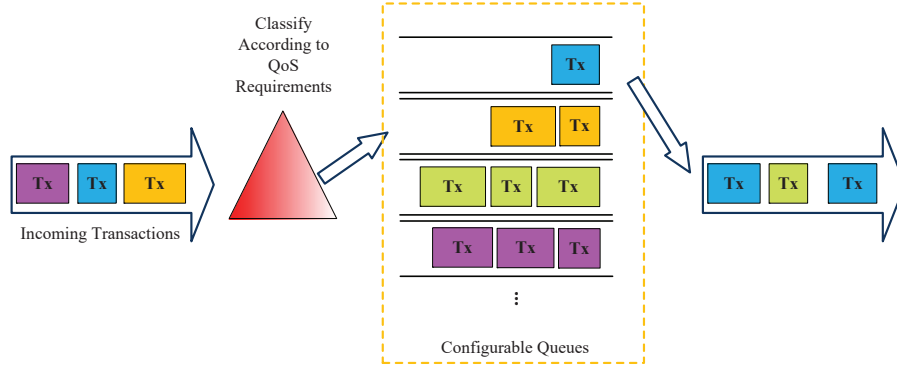 Classify
According to
QoS
Requirements
Tx
Tx Tx
Tx Tx Tx
Tx Tx Tx
Tx Tx Tx
Tx Tx Tx
Incoming Transactions
⋮
Configurable Queues